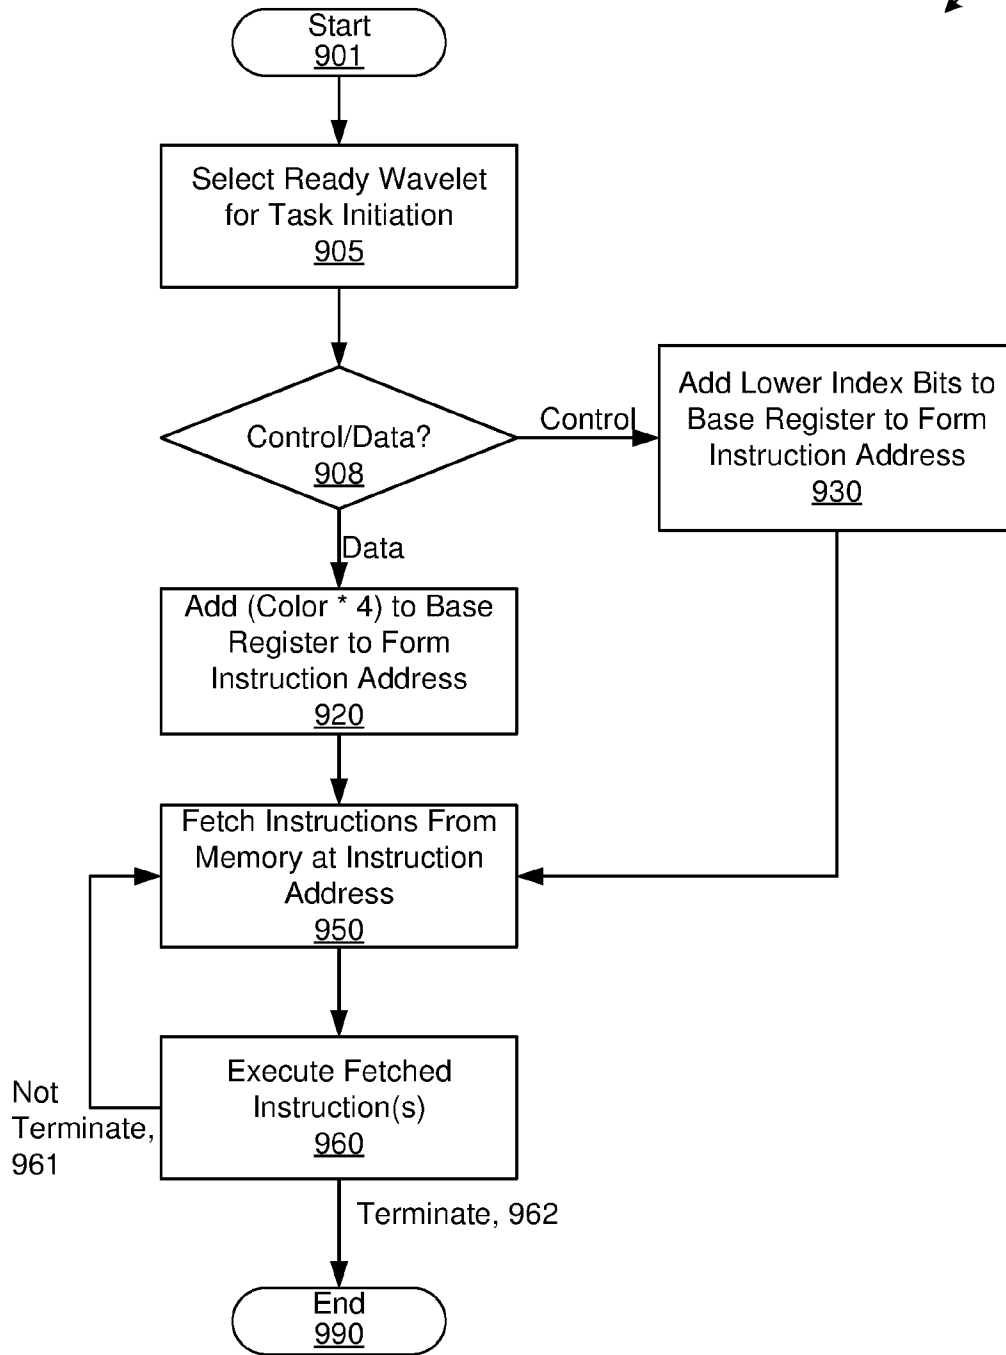 Start
901
Select Ready Wavelet
for Task Initiation
905
Control/Data?
908
Control
Add Lower Index Bits to
Base Register to Form
Instruction Address
930
Data
Add (Color * 4) to Base
Register to Form
Instruction Address
920
Fetch Instructions From
Memory at Instruction
Address
950
Execute Fetched
Instruction(s)
960
Not
Terminate,
961
Terminate, 962
End
990